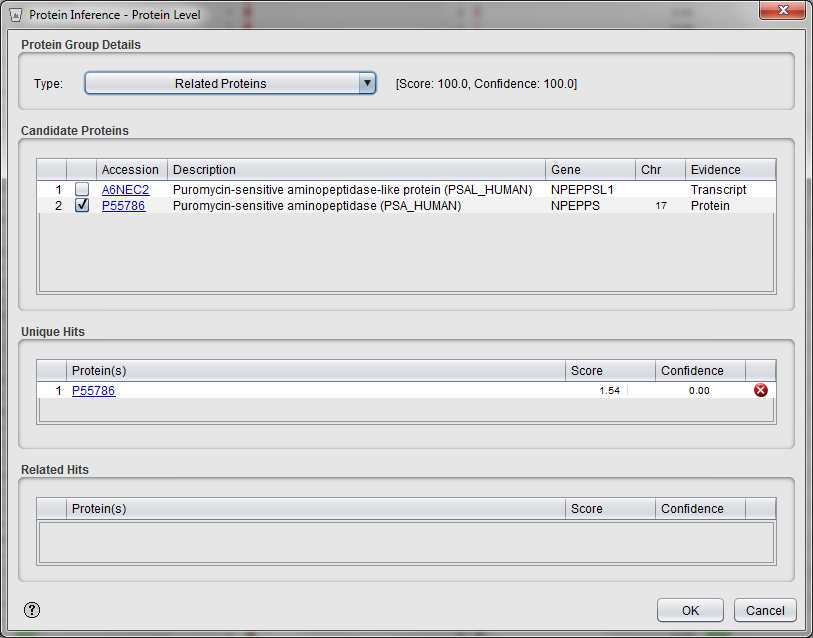 Protein Inference - Protein Level
Protein Group Details
Type: Related Proteins [Score: 100.0, Confidence: 100.0]
Candidate Proteins
Accession Description Gene Chr Evidence
1 A6NEC2 Puromycin-sensitive aminopeptidase-like protein (PSAL_HUMAN) NPEPPSL1 Transcript
2 P55786 Puromycin-sensitive aminopeptidase (PSA_HUMAN) NPEPPS 17 Protein
Unique Hits
Protein(s) Score Confidence
1 P55786 1.54 0.00
Related Hits
Protein(s) Score Confidence
? OK Cancel